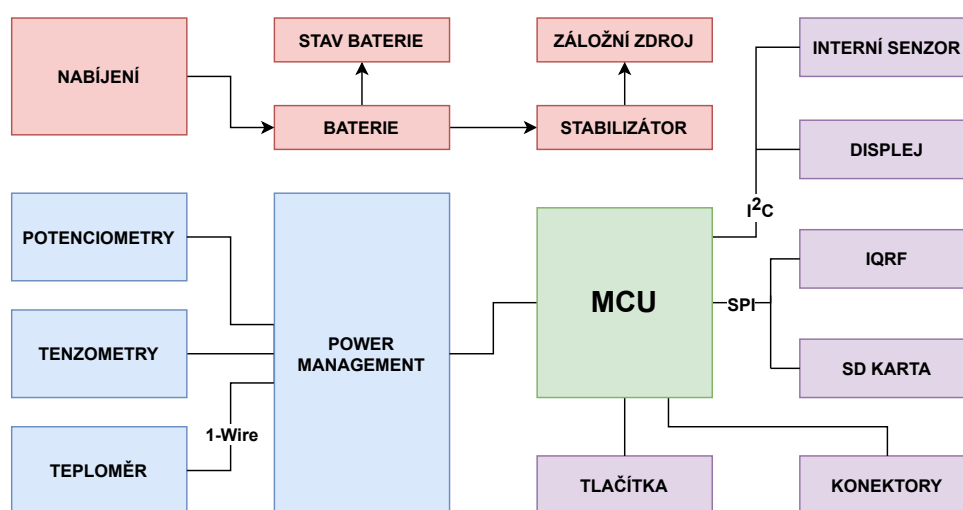 NABÍJENÍ
STAV BATERIE
ZÁLOŽNÍ ZDROJ
INTERNÍ SENZOR
BATERIE
STABILIZÁTOR
DISPLEJ
I²C
POTENCIOMETRY
TENZOMETRY
TEPLOMĚR
1-Wire
POWER
MANAGEMENT
MCU
SPI
IQRF
SD KARTA
TLAČÍTKA
KONEKTORY